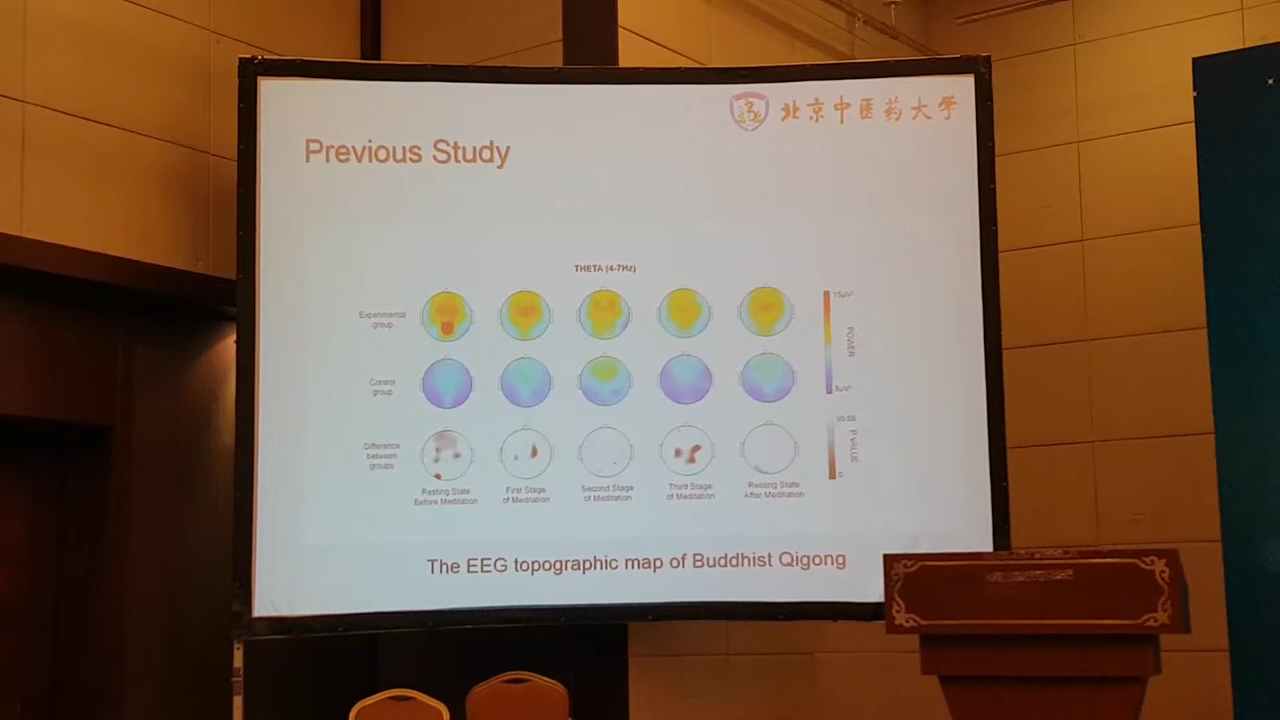 北京中医药大学
Previous Study
THETA (4-7Hz)
Experimental
group
Control
group
Difference
between
groups
POWER
P VALUE
0
Resting State
Before Meditation
First Stage
of Meditation
Second Stage
of Meditation
Third Stage
of Meditation
Resting State
After Meditation
The EEG topographic map of Buddhist Qigong